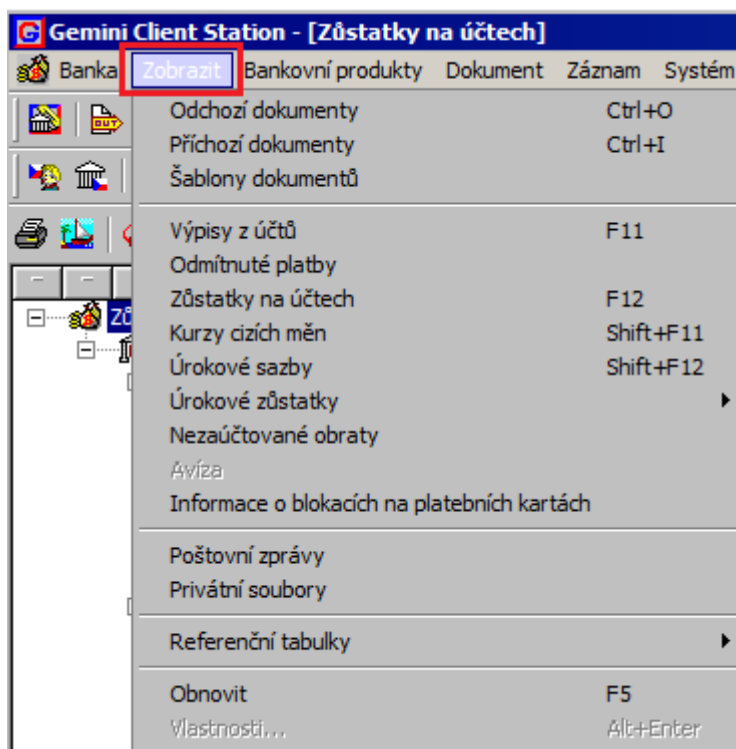 Gemini Client Station - [Zůstatky na účtech]
Banka Zobrazit Bankovní produkty Dokument Záznam Systém
OUT
Odchozí dokumenty Ctrl+O
Příchozí dokumenty Ctrl+I
Šablony dokumentů
Výpisy z účtů F11
Odmítnuté platby
Zůstatky na účtech F12
Kurzy cizích měn Shift+F11
Úrokové sazby Shift+F12
Úrokové zůstatky
Nezaúčtované obraty
Avíza
Informace o blokacích na platebních kartách
Poštovní zprávy
Privátní soubory
Referenční tabulky
Obnovit F5
Vlastnosti... Alt+Enter